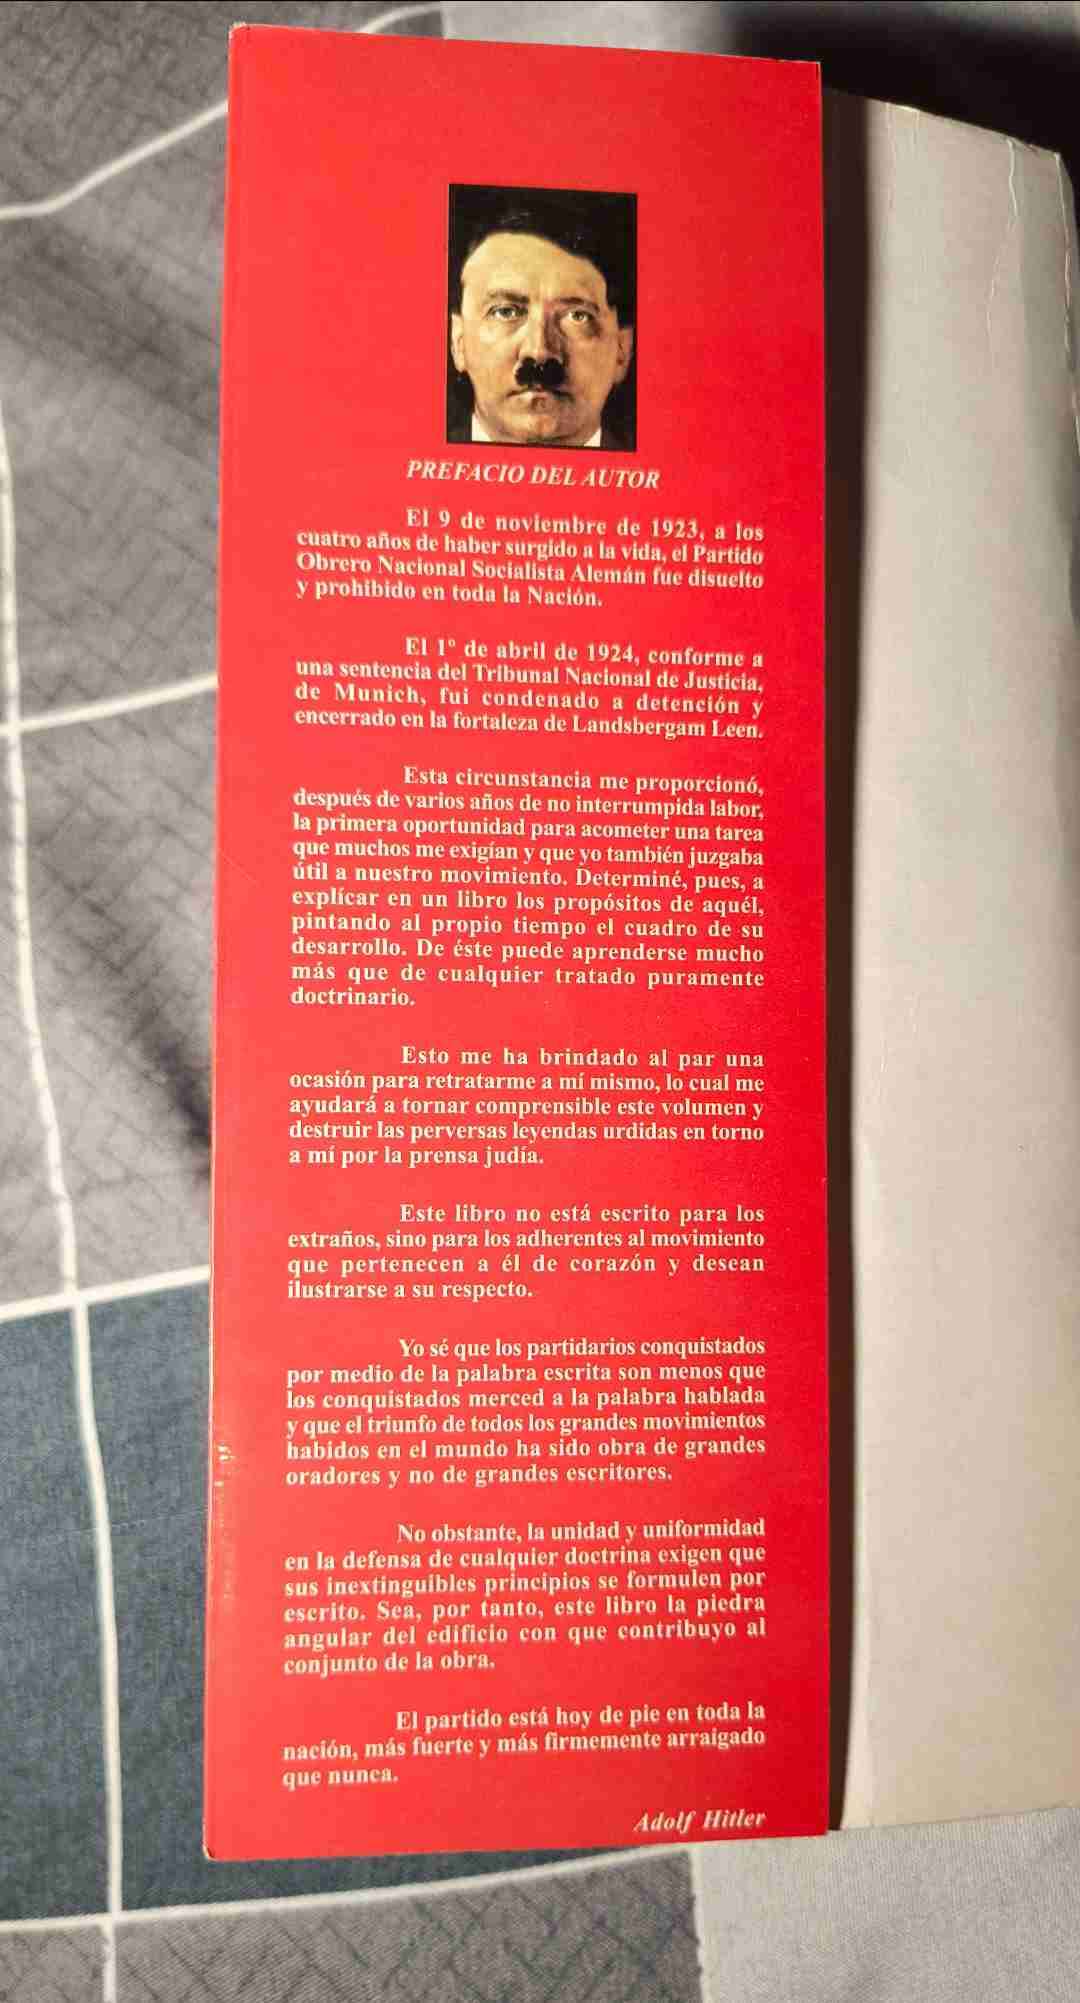 PREFACIO DEL AUTOR
El 9 de noviembre de 1923, a los
cuatro años de haber surgido a la vida, el Partido
Obrero Nacional Socialista Alemán fue disuelto
y prohibido en toda la Nación.
El 1º de abril de 1924, conforme a
una sentencia del Tribunal Nacional de Justicia,
de Munich, fui condenado a detención y
encerrado en la fortaleza de Landsbergam Leen.
Esta circunstancia me proporcionó,
después de varios años de no interrumpida labor,
la primera oportunidad para acometer una tarea
que muchos me exigían y que yo también juzgaba
útil a nuestro movimiento. Determiné, pues, a
explícar en un libro los propósitos de aquél,
pintando al propio tiempo el cuadro de su
desarrollo. De éste puede aprenderse mucho
más que de cualquier tratado puramente
doctrinario.
Esto me ha brindado al par una
ocasión para retratarme a mí mismo, lo cual me
ayudará a tornar comprensible este volumen y
destruir las perversas leyendas urdidas en torno
a mí por la prensa judía.
Este libro no está escrito para los
extraños, sino para los adherentes al movimiento
que pertenecen a él de corazón y desean
ilustrarse a su respecto.
Yo sé que los partidarios conquistados
por medio de la palabra escrita son menos que
los conquistados merced a la palabra hablada
y que el triunfo de todos los grandes movimientos
habidos en el mundo ha sido obra de grandes
oradores y no de grandes escritores.
No obstante, la unidad y uniformidad
en la defensa de cualquier doctrina exigen que
sus inextinguibles principios se formulen por
escrito. Sea, por tanto, este libro la piedra
angular del edificio con que contribuyo al
conjunto de la obra.
El partido está hoy de pie en toda la
nación, más fuerte y más firmemente arraigado
que nunca.
Adolf Hitler